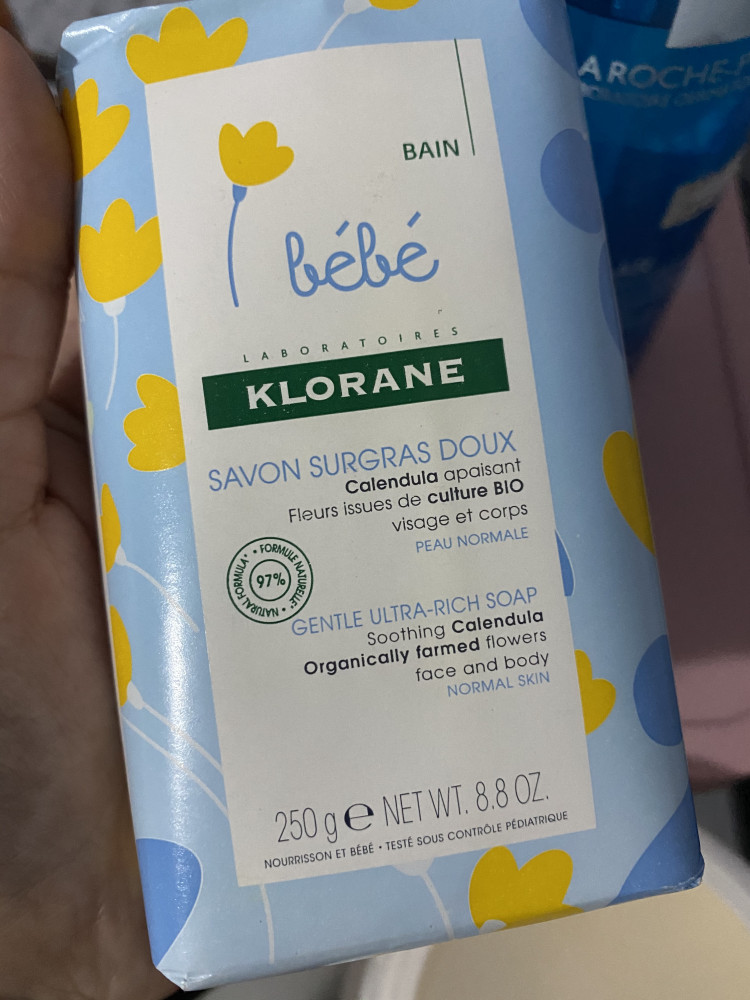 BAIN
bébé
LABORATOIRES
KLORANE
SAVON SURGRAS DOUX
Calendula apaisant
Fleurs issues de culture BIO
visage et corps
PEAU NORMALE
• FORMULE NATURELLE* • NATURAL FORMULA*
97%
GENTLE ULTRA-RICH SOAP
Soothing Calendula
Organically farmed flowers
face and body
NORMAL SKIN
250 g e NET WT. 8.8 OZ.
NOURRISSON ET BÉBÉ • TESTÉ SOUS CONTRÔLE PÉDIATRIQUE